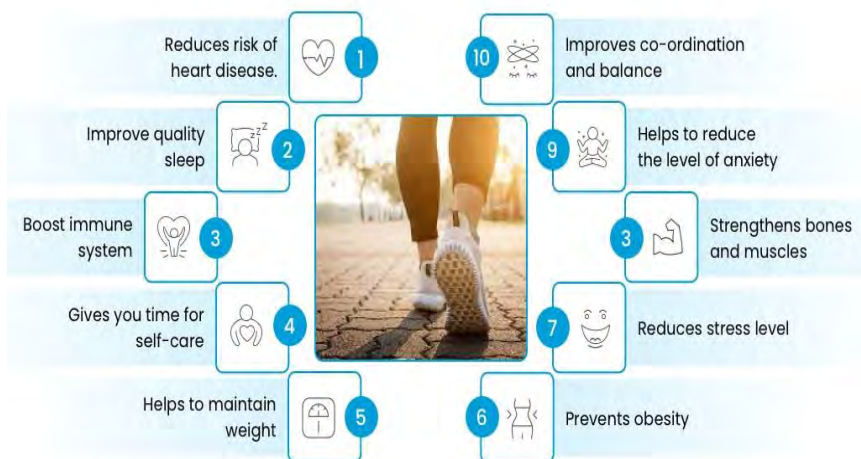 Reduces risk of
heart disease.
1
Improve quality
sleep
2
Boost immune
system
3
Gives you time for
self-care
4
Helps to maintain
weight
5
10
Improves co-ordination
and balance
9
Helps to reduce
the level of anxiety
3
Strengthens bones
and muscles
7
Reduces stress level
6
Prevents obesity
zzz